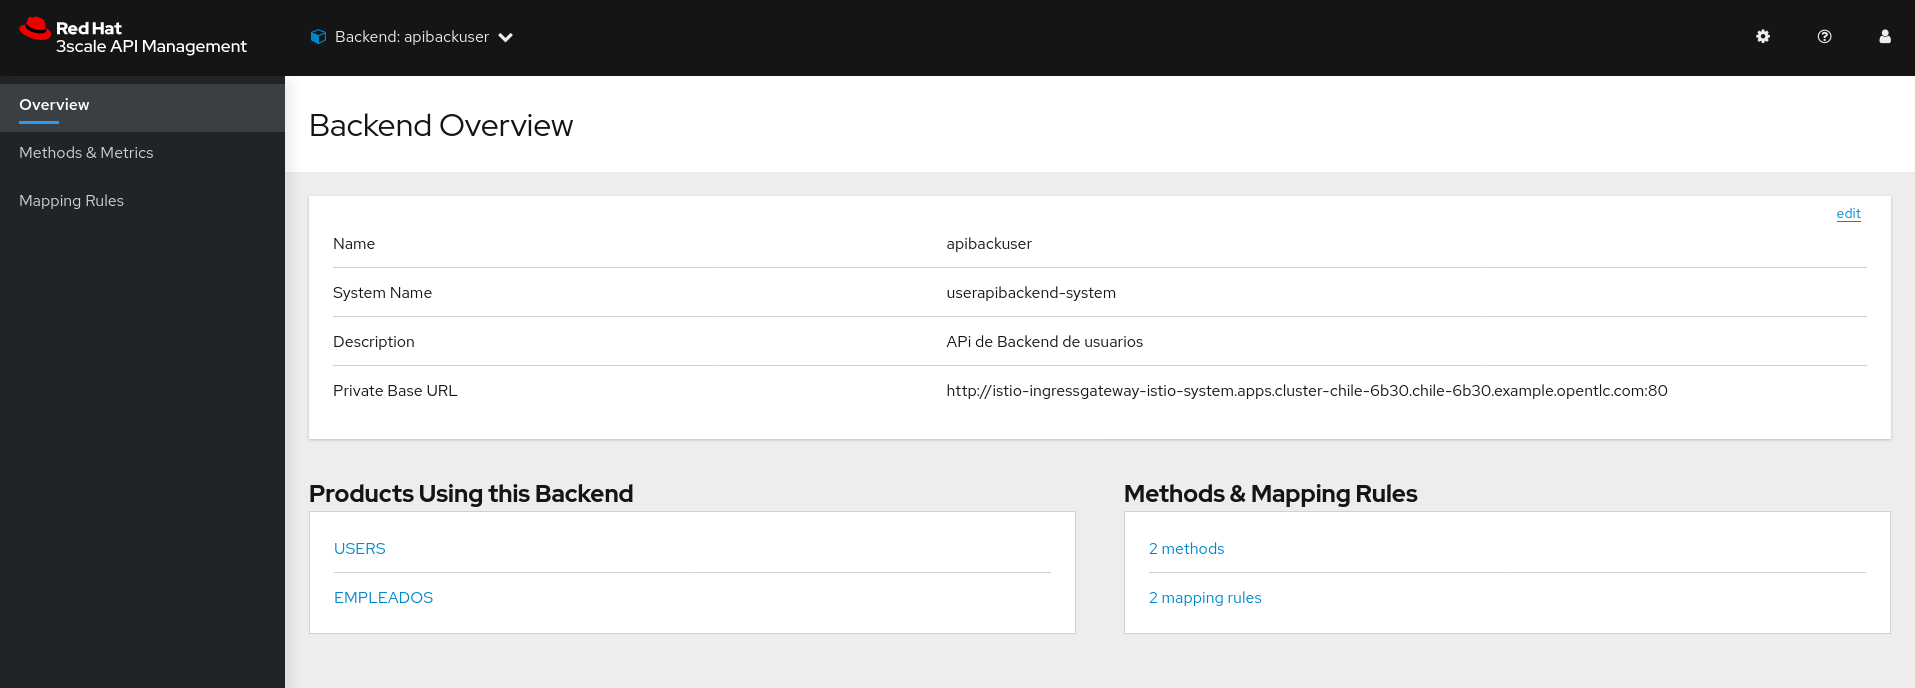 Red Hat
3scale API Management
Backend: apibackuser
Overview
Methods & Metrics
Mapping Rules
Backend Overview
edit
Name apibackuser
System Name userapibackend-system
Description APi de Backend de usuarios
Private Base URL http://istio-ingressgateway-istio-system.apps.cluster-chile-6b30.chile-6b30.example.opentlc.com:80
Products Using this Backend
USERS
EMPLEADOS
Methods & Mapping Rules
2 methods
2 mapping rules